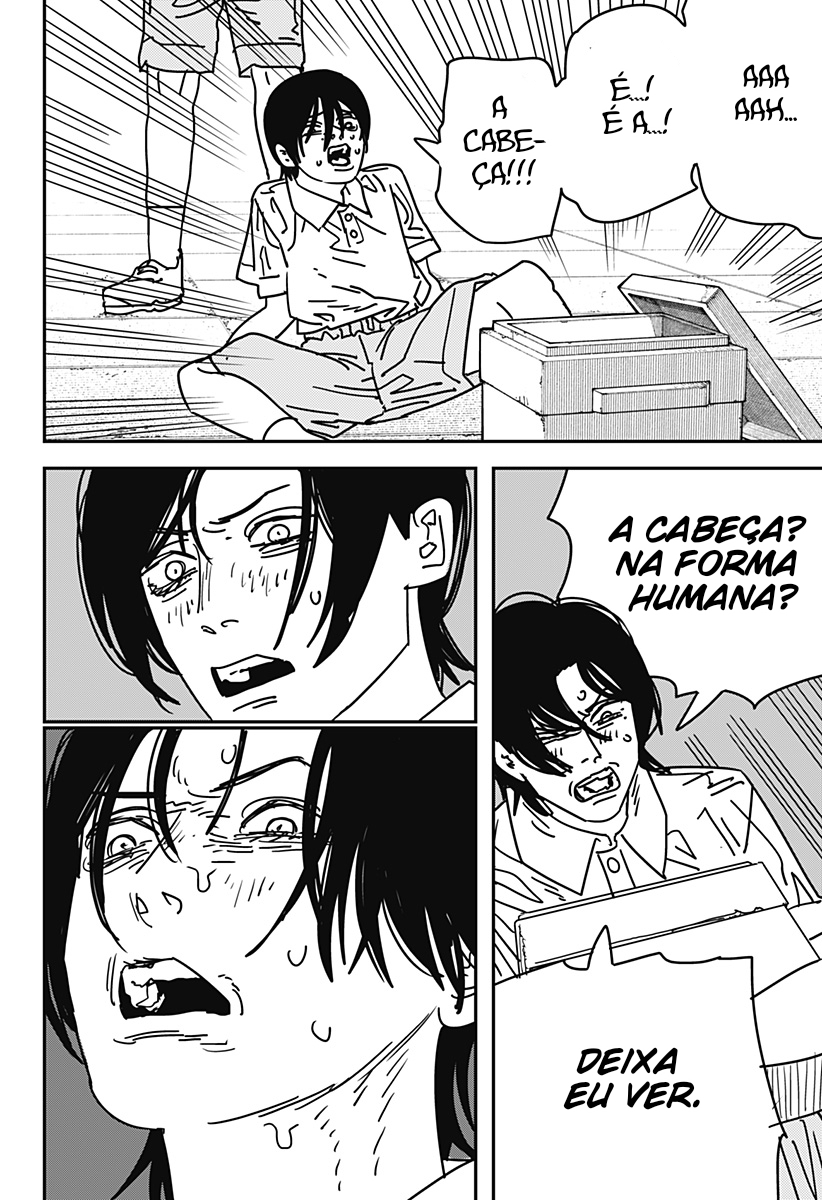 AAA
AAH...
É...!
É A...!
A
CABE-
ÇA!!!
A CABEÇA?
NA FORMA
HUMANA?
DEIXA
EU VER.